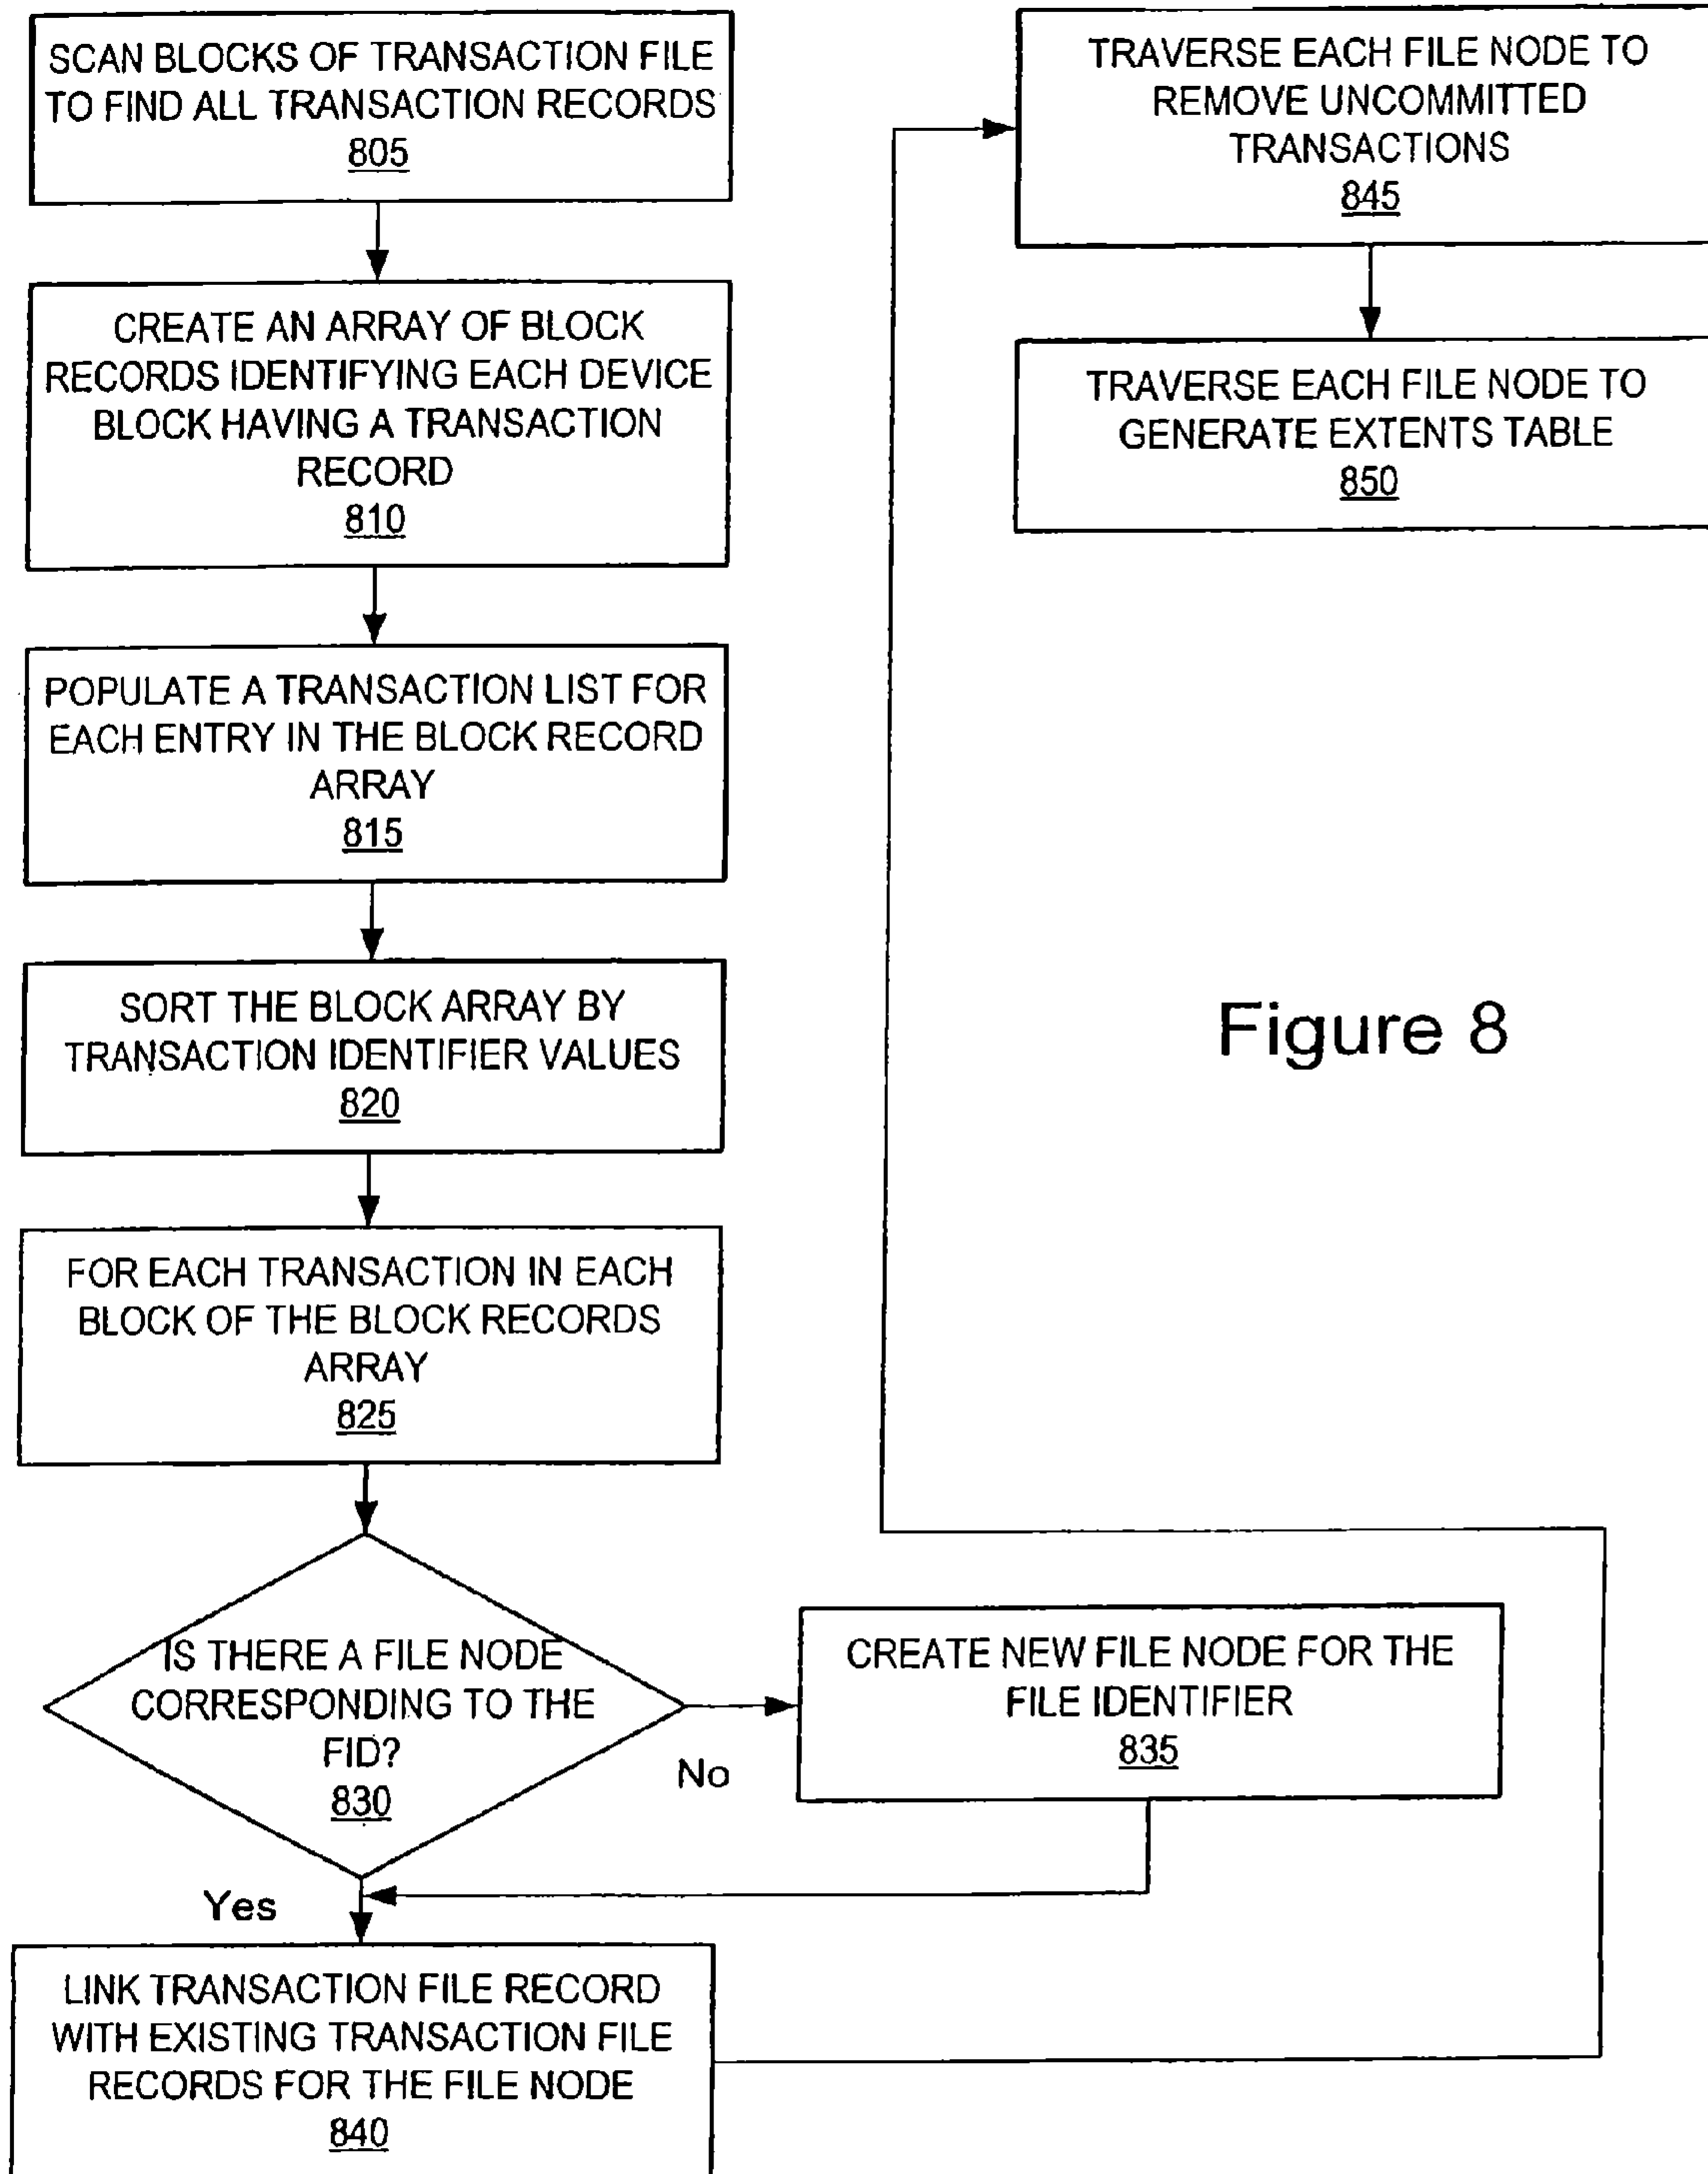 SCAN BLOCKS OF TRANSACTION FILE
TO FIND ALL TRANSACTION RECORDS
805
CREATE AN ARRAY OF BLOCK
RECORDS IDENTIFYING EACH DEVICE
BLOCK HAVING A TRANSACTION
RECORD
810
POPULATE A TRANSACTION LIST FOR
EACH ENTRY IN THE BLOCK RECORD
ARRAY
815
SORT THE BLOCK ARRAY BY
TRANSACTION IDENTIFIER VALUES
820
FOR EACH TRANSACTION IN EACH
BLOCK OF THE BLOCK RECORDS
ARRAY
825
IS THERE A FILE NODE
CORRESPONDING TO THE
FID?
830
No
CREATE NEW FILE NODE FOR THE
FILE IDENTIFIER
835
Yes
LINK TRANSACTION FILE RECORD
WITH EXISTING TRANSACTION FILE
RECORDS FOR THE FILE NODE
840
TRAVERSE EACH FILE NODE TO
REMOVE UNCOMMITTED
TRANSACTIONS
845
TRAVERSE EACH FILE NODE TO
GENERATE EXTENTS TABLE
850
Figure 8